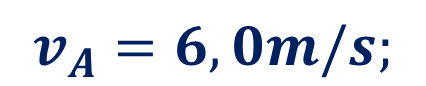 v_A = 6,0m/s;